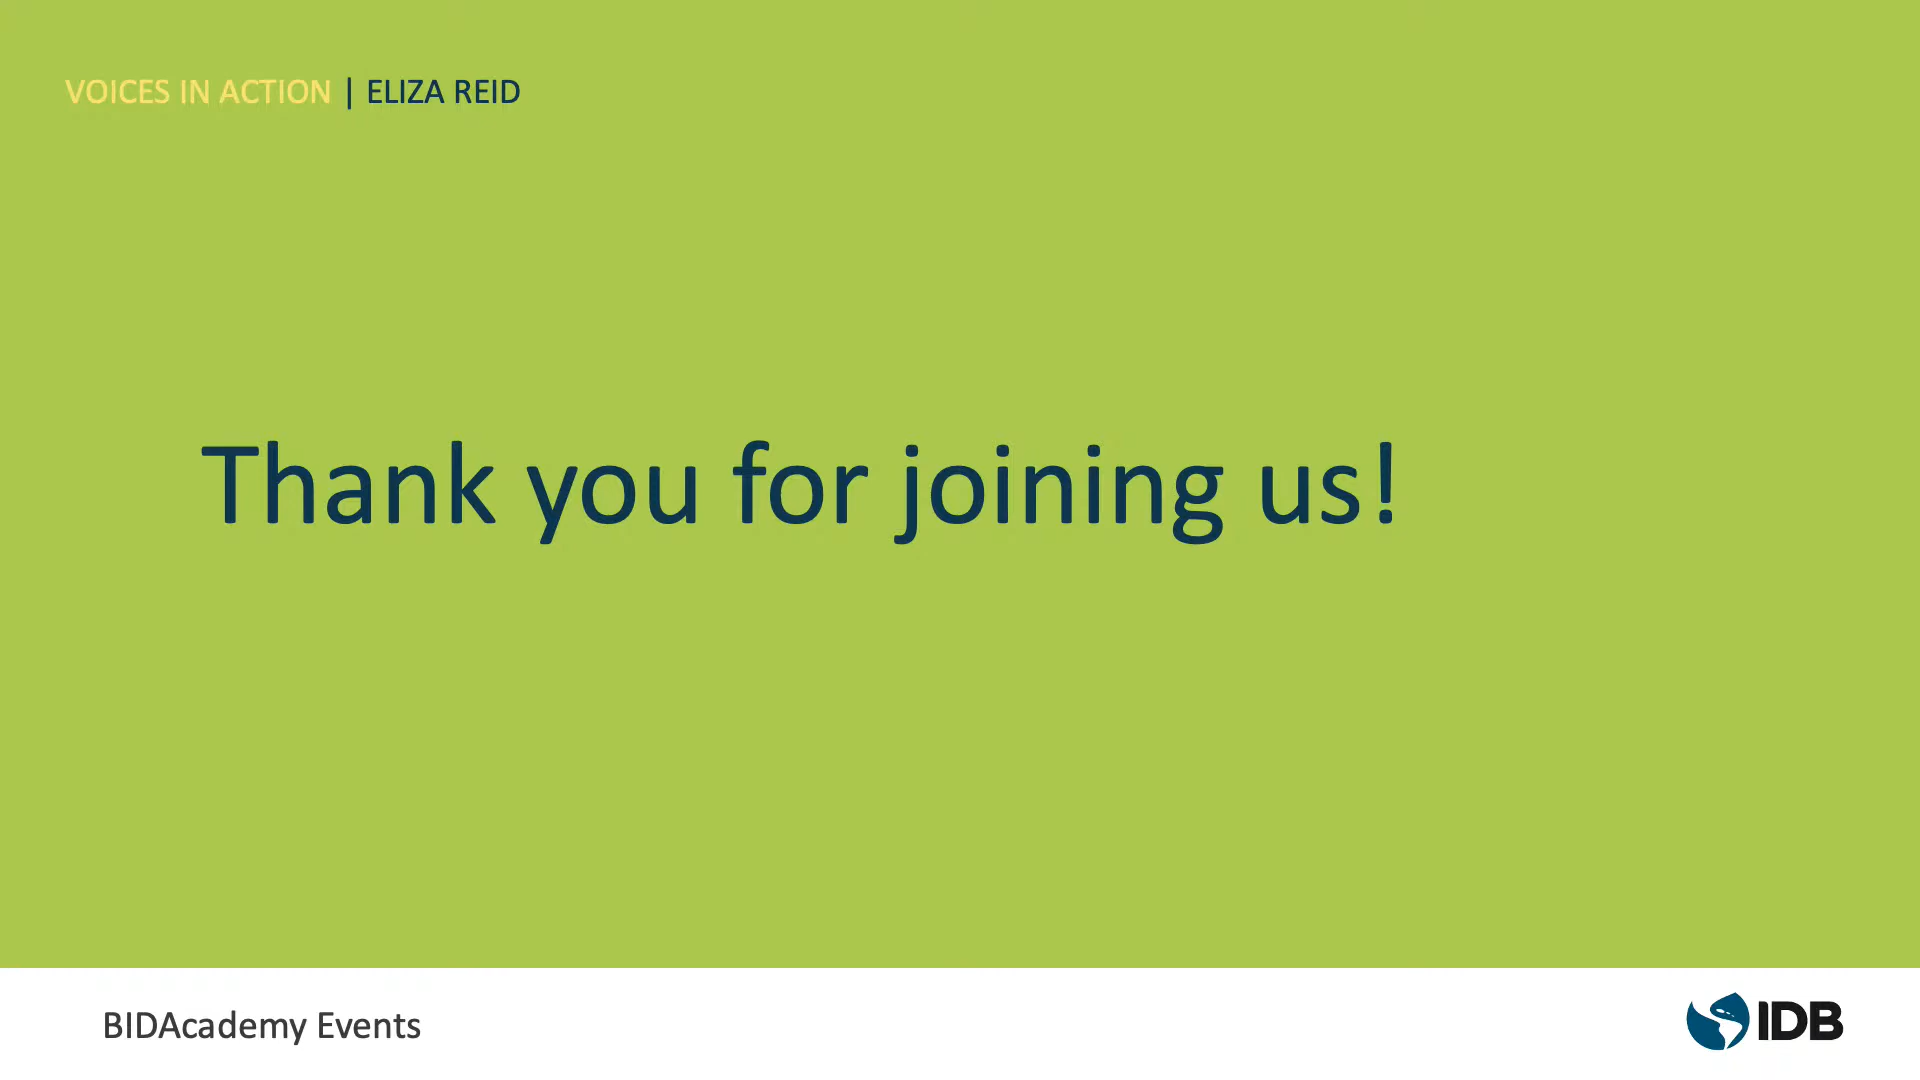 VOICES IN ACTION | ELIZA REID
Thank you for joining us!
BIDAcademy Events
IDB